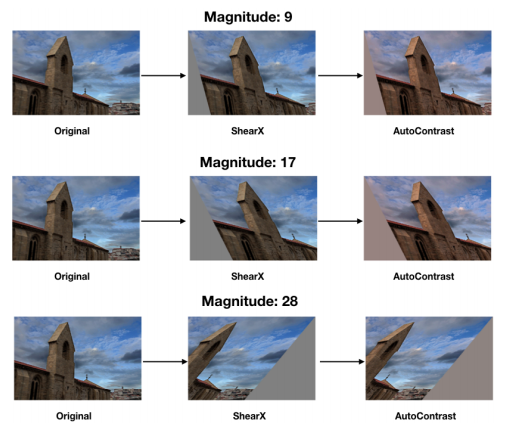 Magnitude: 9
Original
ShearX
AutoContrast
Magnitude: 17
Original
ShearX
AutoContrast
Magnitude: 28
Original
ShearX
AutoContrast